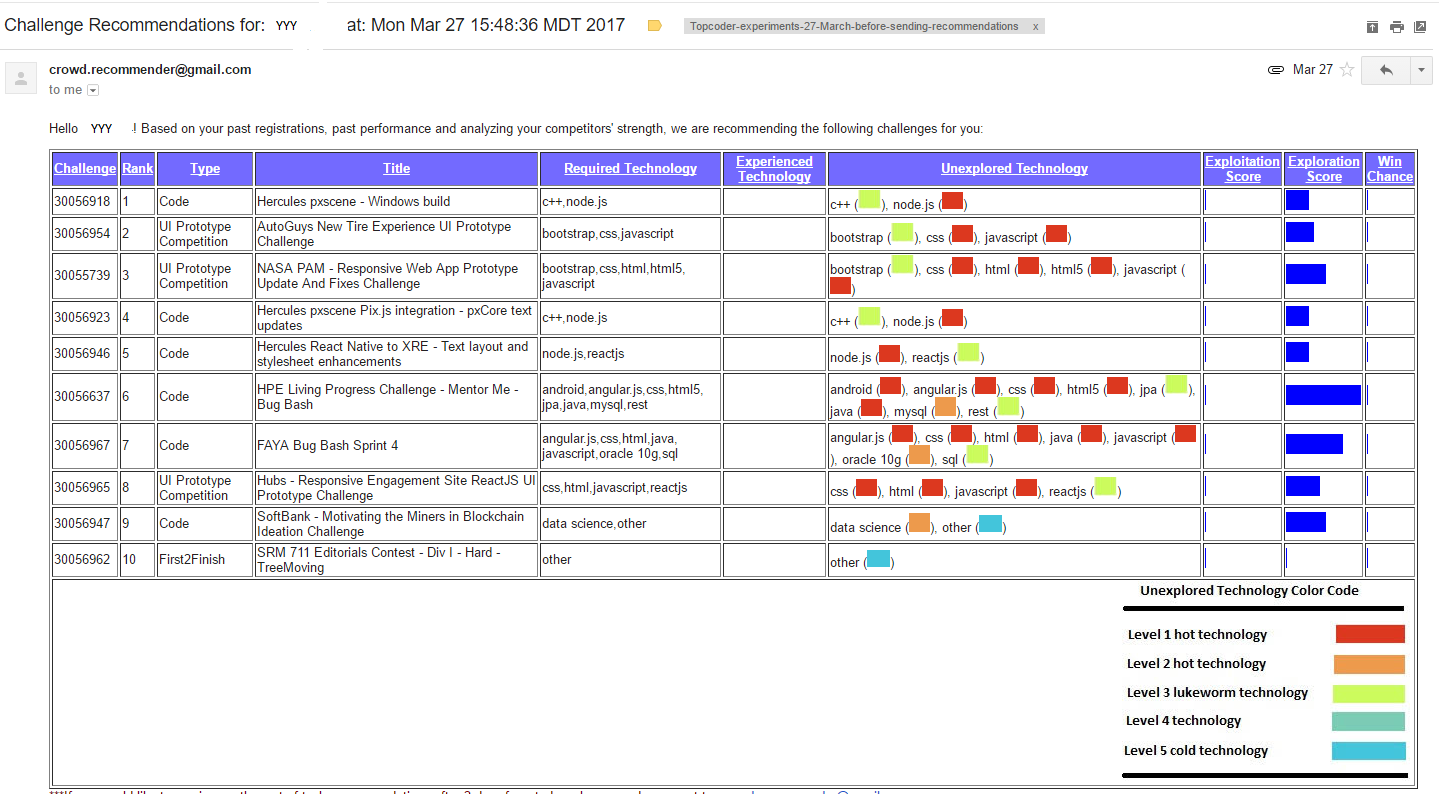 Challenge Recommendations for: YYY at: Mon Mar 27 15:48:36 MDT 2017 Topcoder-experiments-27-March-before-sending-recommendations x
crowd.recommender@gmail.com Mar 27
to me
Hello YYY ! Based on your past registrations, past performance and analyzing your competitors' strength, we are recommending the following challenges for you:
Challenge Rank Type Title Required Technology Experienced Technology Unexplored Technology Exploitation Score Exploration Score Win Chance
30056918 1 Code Hercules pxscene - Windows build c++,node.js c++ ( ), node.js ( )
30056954 2 UI Prototype Competition AutoGuys New Tire Experience UI Prototype Challenge bootstrap,css,javascript bootstrap ( ), css ( ), javascript ( )
30055739 3 UI Prototype Competition NASA PAM - Responsive Web App Prototype Update And Fixes Challenge bootstrap,css,html,html5, javascript bootstrap ( ), css ( ), html ( ), html5 ( ), javascript ( )
30056923 4 Code Hercules pxscene Pix.js integration - pxCore text updates c++,node.js c++ ( ), node.js ( )
30056946 5 Code Hercules React Native to XRE - Text layout and stylesheet enhancements node.js,reactjs node.js ( ), reactjs ( )
30056637 6 Code HPE Living Progress Challenge - Mentor Me - Bug Bash android,angular.js,css,html5, jpa,java,mysql,rest android ( ), angular.js ( ), css ( ), html5 ( ), jpa ( ), java ( ), mysql ( ), rest ( )
30056967 7 Code FAYA Bug Bash Sprint 4 angular.js,css,html,java, javascript,oracle 10g,sql angular.js ( ), css ( ), html ( ), java ( ), javascript ( ), oracle 10g ( ), sql ( )
30056965 8 UI Prototype Competition Hubs - Responsive Engagement Site ReactJS UI Prototype Challenge css,html,javascript,reactjs css ( ), html ( ), javascript ( ), reactjs ( )
30056947 9 Code SoftBank - Motivating the Miners in Blockchain Ideation Challenge data science,other data science ( ), other ( )
30056962 10 First2Finish SRM 711 Editorials Contest - Div I - Hard - TreeMoving other other ( )
Unexplored Technology Color Code
Level 1 hot technology
Level 2 hot technology
Level 3 lukeworm technology
Level 4 technology
Level 5 cold technology